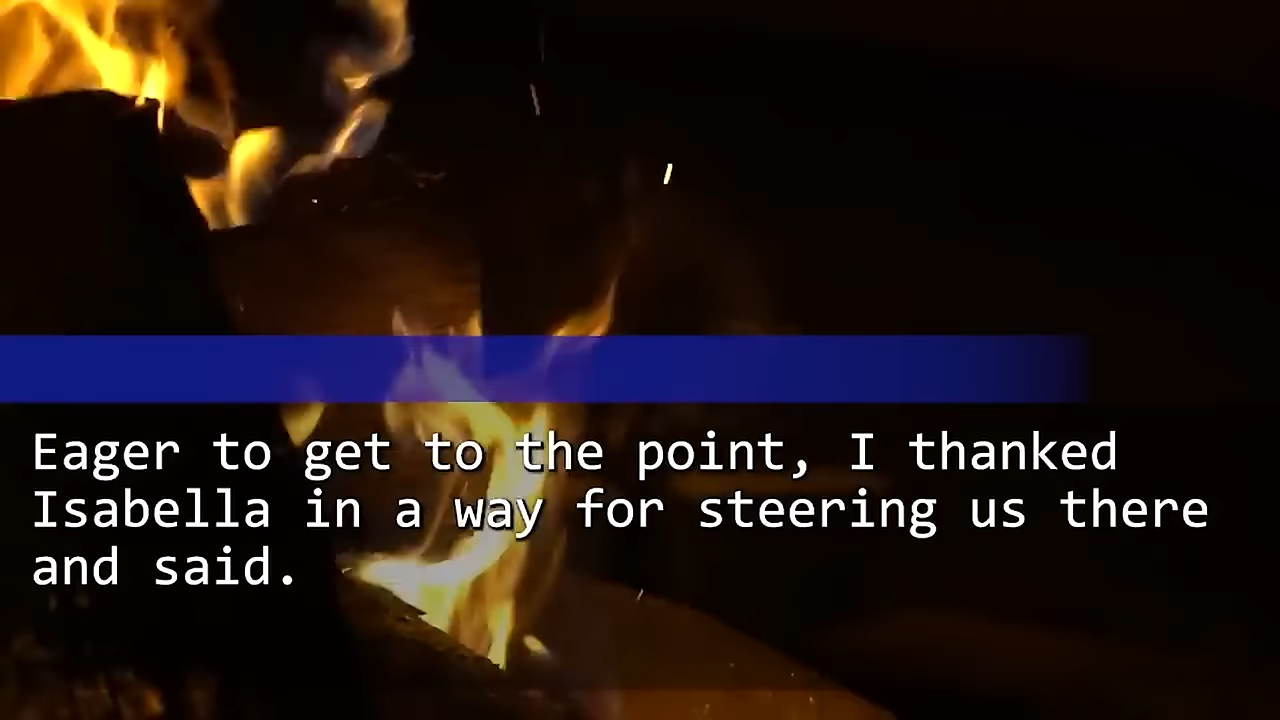 Eager to get to the point, I thanked
Isabella in a way for steering us there
and said.